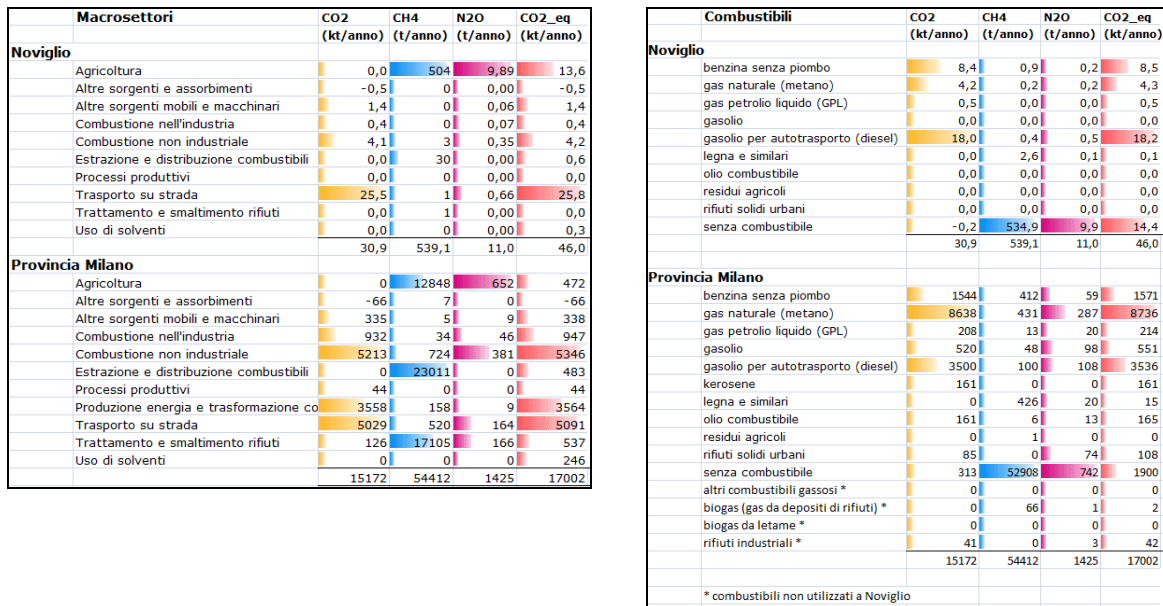 Macrosettori CO2 CH4 N2O CO2_eq
(kt/anno) (t/anno) (t/anno) (kt/anno)
Noviglio
Agricoltura 0,0 504 9,89 13,6
Altre sorgenti e assorbimenti -0,5 0 0,00 -0,5
Altre sorgenti mobili e macchinari 1,4 0 0,06 1,4
Combustione nell'industria 0,4 0 0,07 0,4
Combustione non industriale 4,1 3 0,35 4,2
Estrazione e distribuzione combustibili 0,0 30 0,00 0,6
Processi produttivi 0,0 0 0,00 0,0
Trasporto su strada 25,5 1 0,66 25,8
Trattamento e smaltimento rifiuti 0,0 1 0,00 0,0
Uso di solventi 0,0 0 0,00 0,3
30,9 539,1 11,0 46,0
Provincia Milano
Agricoltura 0 12848 652 472
Altre sorgenti e assorbimenti -66 7 0 -66
Altre sorgenti mobili e macchinari 335 5 9 338
Combustione nell'industria 932 34 46 947
Combustione non industriale 5213 724 381 5346
Estrazione e distribuzione combustibili 0 23011 0 483
Processi produttivi 44 0 0 44
Produzione energia e trasformazione co 3558 158 9 3564
Trasporto su strada 5029 520 164 5091
Trattamento e smaltimento rifiuti 126 17105 166 537
Uso di solventi 0 0 0 246
15172 54412 1425 17002
Combustibili CO2 CH4 N2O CO2_eq
(kt/anno) (t/anno) (t/anno) (kt/anno)
Noviglio
benzina senza piombo 8,4 0,9 0,2 8,5
gas naturale (metano) 4,2 0,2 0,2 4,3
gas petrolio liquido (GPL) 0,5 0,0 0,0 0,5
gasolio 0,0 0,0 0,0 0,0
gasolio per autotrasporto (diesel) 18,0 0,4 0,5 18,2
legna e similari 0,0 2,6 0,1 0,1
olio combustibile 0,0 0,0 0,0 0,0
residui agricoli 0,0 0,0 0,0 0,0
rifiuti solidi urbani 0,0 0,0 0,0 0,0
senza combustibile -0,2 534,9 9,9 14,4
30,9 539,1 11,0 46,0
Provincia Milano
benzina senza piombo 1544 412 59 1571
gas naturale (metano) 8638 431 287 8736
gas petrolio liquido (GPL) 208 13 20 214
gasolio 520 48 98 551
gasolio per autotrasporto (diesel) 3500 100 108 3536
kerosene 161 0 0 161
legna e similari 0 426 20 15
olio combustibile 161 6 13 165
residui agricoli 0 1 0 0
rifiuti solidi urbani 85 0 74 108
senza combustibile 313 52908 742 1900
altri combustibili gassosi * 0 0 0 0
biogas (gas da depositi di rifiuti) * 0 66 1 2
biogas da letame * 0 0 0 0
rifiuti industriali * 41 0 3 42
15172 54412 1425 17002
* combustibili non utilizzati a Noviglio